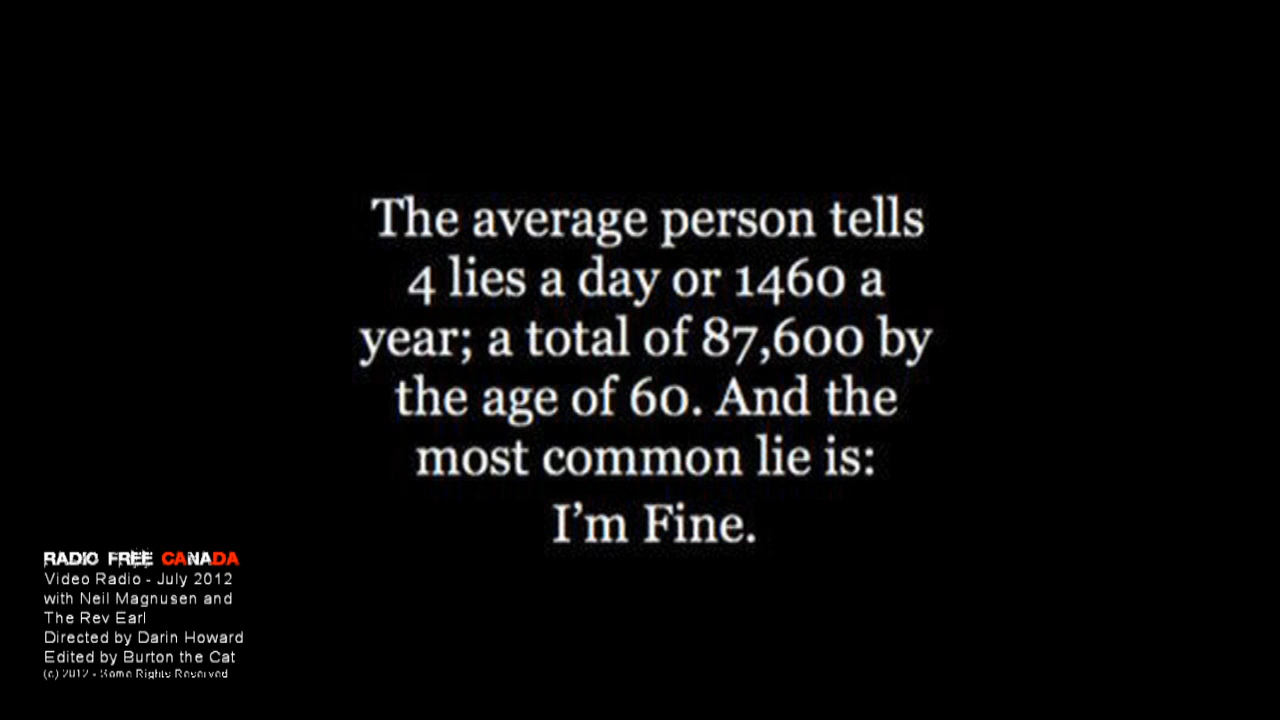 The average person tells
4 lies a day or 1460 a
year; a total of 87,600 by
the age of 60. And the
most common lie is:
I'm Fine.
RADIO FREE CANADA
Video Radio - July 2012
with Neil Magnusen and
The Rev Earl
Directed by Darin Howard
Edited by Burton the Cat
(c) 2012 - Some Rights Reserved